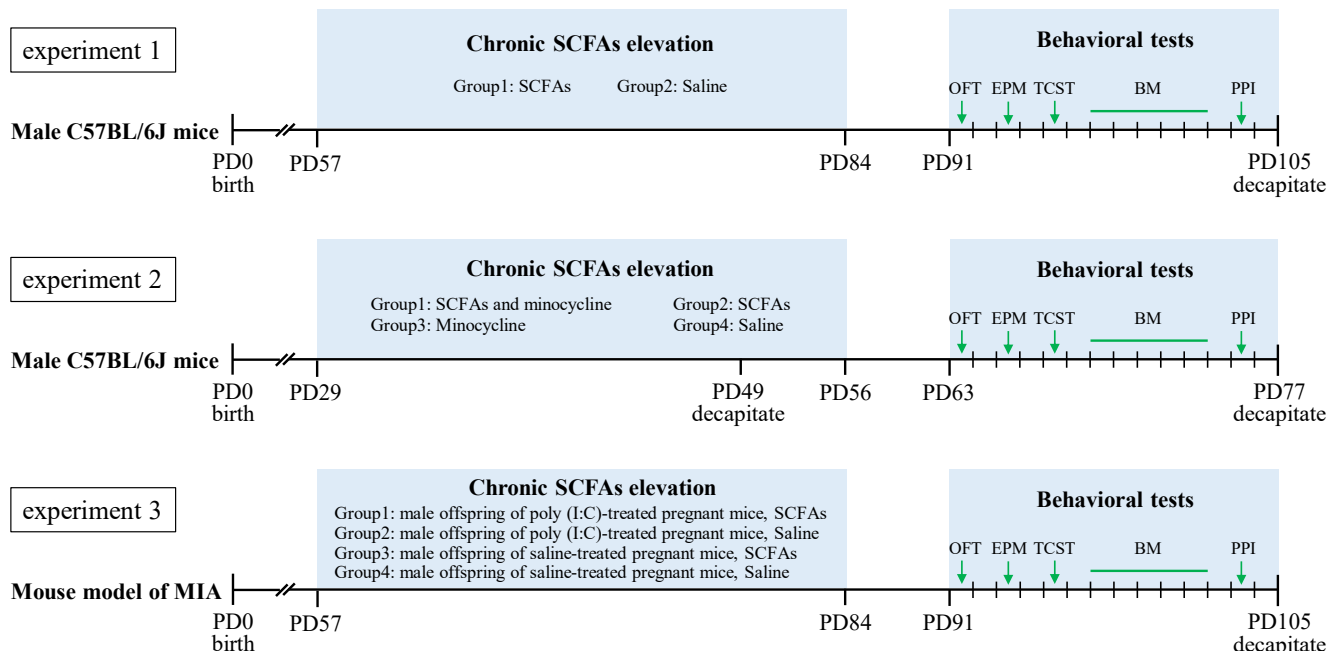 experiment 1
Chronic SCFAs elevation
Group1: SCFAs Group2: Saline
Behavioral tests
OFT EPM TCST BM PPI
Male C57BL/6J mice
PD0 PD57 PD84 PD91 PD105
birth decapitate
experiment 2
Chronic SCFAs elevation
Group1: SCFAs and minocycline Group2: SCFAs
Group3: Minocycline Group4: Saline
Behavioral tests
OFT EPM TCST BM PPI
Male C57BL/6J mice
PD0 PD29 PD49 PD56 PD63 PD77
birth decapitate decapitate
experiment 3
Chronic SCFAs elevation
Group1: male offspring of poly (I:C)-treated pregnant mice, SCFAs
Group2: male offspring of poly (I:C)-treated pregnant mice, Saline
Group3: male offspring of saline-treated pregnant mice, SCFAs
Group4: male offspring of saline-treated pregnant mice, Saline
Behavioral tests
OFT EPM TCST BM PPI
Mouse model of MIA
PD0 PD57 PD84 PD91 PD105
birth decapitate